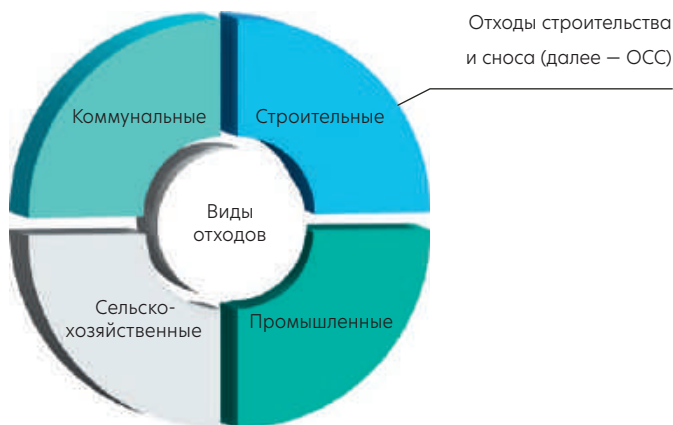 Отходы строительства
и сноса (далее — ОСС)
Коммунальные
Строительные
Виды
отходов
Сельско-
хозяйственные
Промышленные